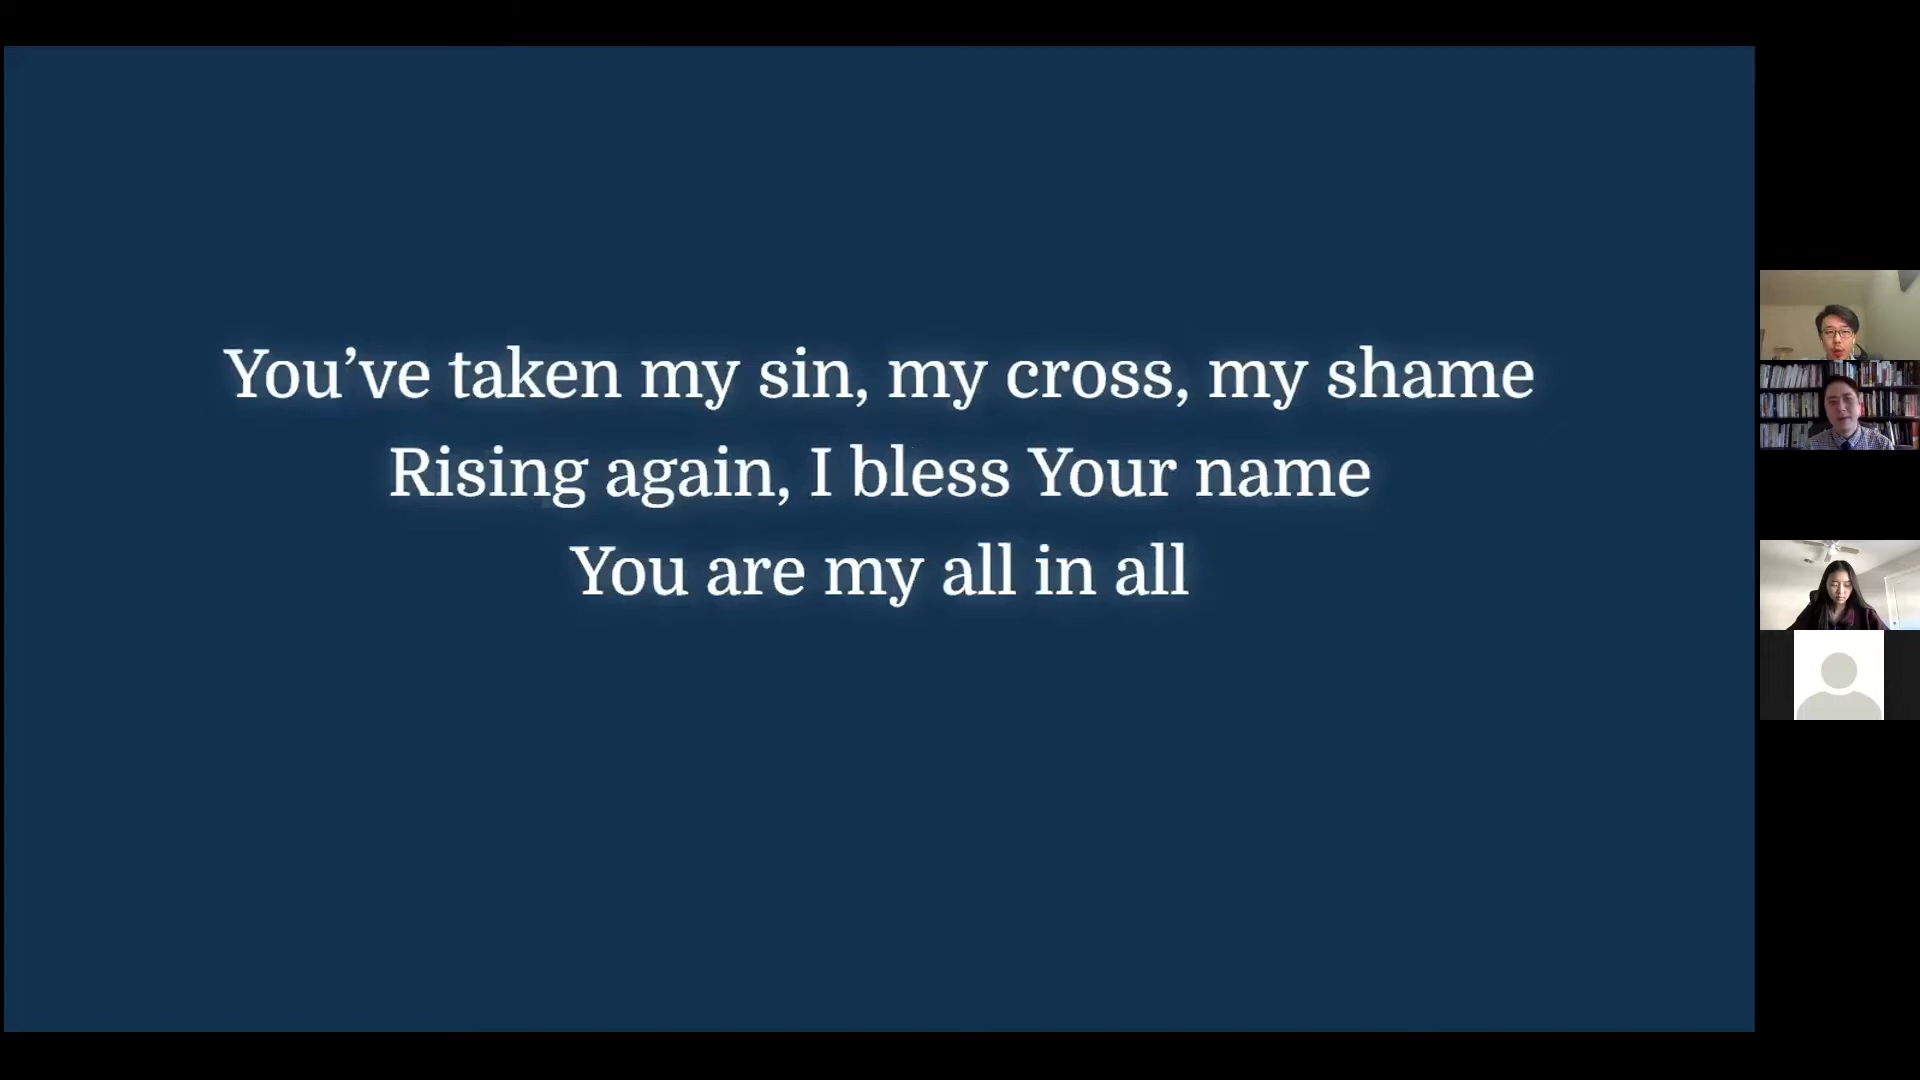 You’ve taken my sin, my cross, my shame
Rising again, I bless Your name
You are my all in all